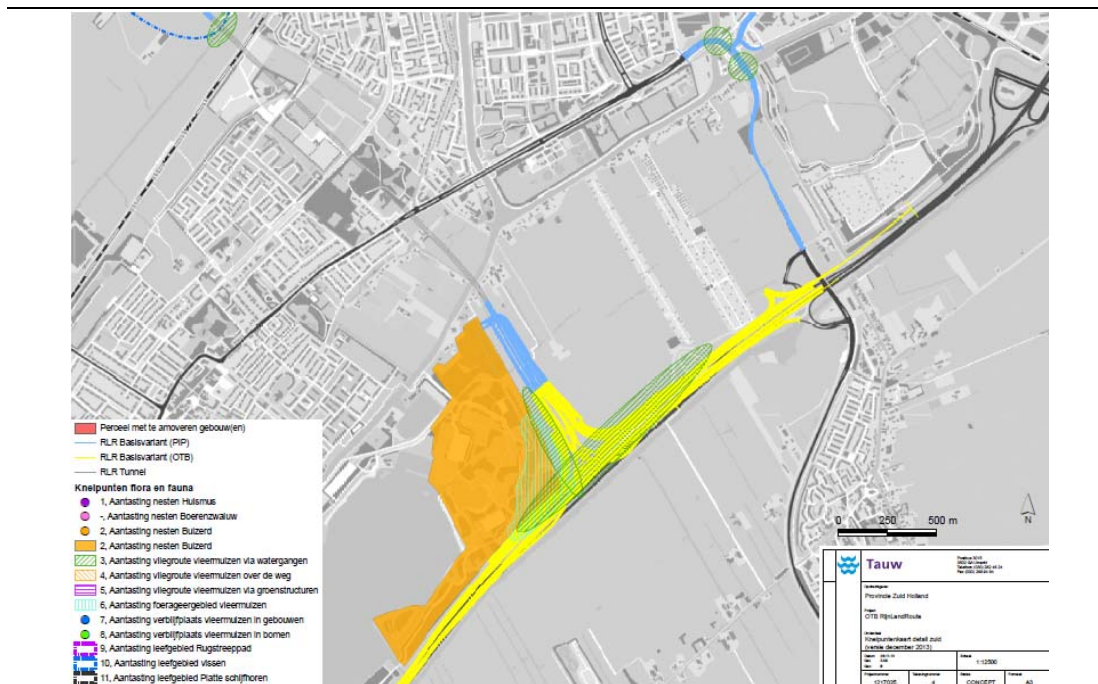 Perceel met te amoveren gebouw(en)
RLR Basisvariant (PIP)
RLR Basisvariant (OTB)
RLR Tunnel
Knelpunten flora en fauna
1, Aantasting nesten Huismus
-, Aantasting nesten Boerenzwaluw
2, Aantasting nesten Buizerd
2, Aantasting nesten Buizerd
3, Aantasting vliegroute vleermuizen via watergangen
4, Aantasting vliegroute vleermuizen over de weg
5, Aantasting vliegroute vleermuizen via groenstructuren
6, Aantasting foerageergebied vleermuizen
7, Aantasting verblijfplaats vleermuizen in gebouwen
8, Aantasting verblijfplaats vleermuizen in bomen
9, Aantasting leefgebied Rugstreeppad
10, Aantasting leefgebied vissen
11, Aantasting leefgebied Platte schijfhoren
0 250 500 m
N
Tauw
Provincie Zuid Holland
OTB RijnLandRoute
Knelpuntenkaart detail zuid
(versie december 2013)
1:12500
4 CONCEPT A3